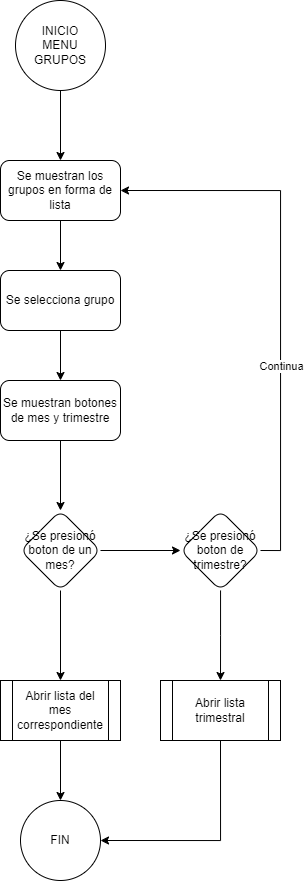 INICIO
MENU
GRUPOS
Se muestran los
grupos en forma de
lista
Se selecciona grupo
Continua
Se muestran botones
de mes y trimestre
¿Se presionó
boton de un
mes?
¿Se presionó
boton de
trimestre?
Abrir lista del
mes
correspondiente
Abrir lista
trimestral
FIN